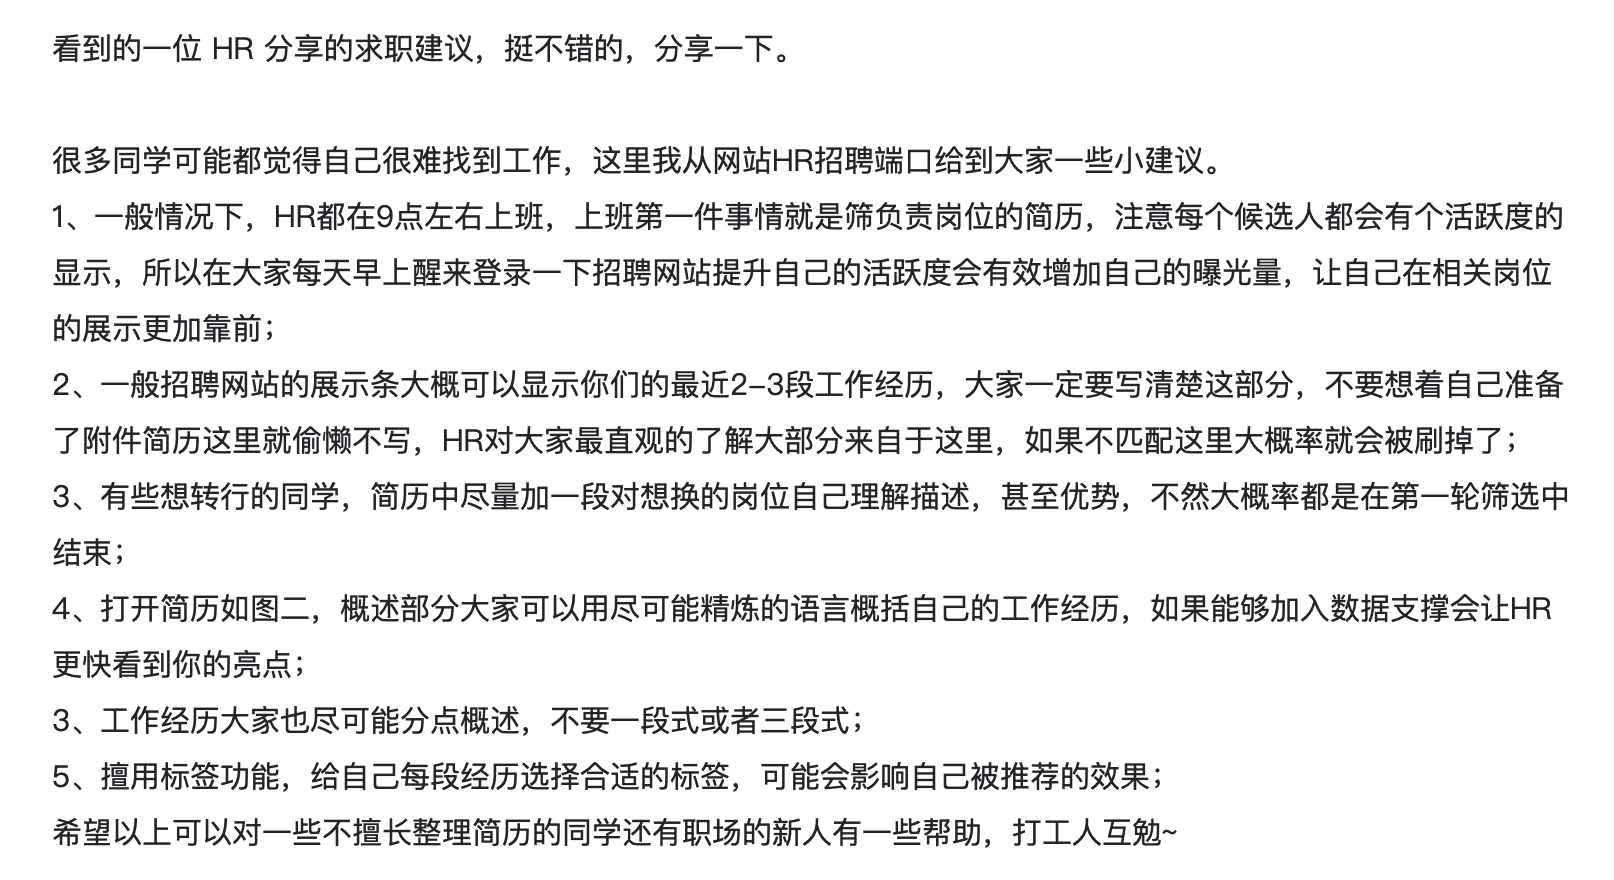 看到的一位 HR 分享的求职建议，挺不错的，分享一下。
很多同学可能都觉得自己很难找到工作，这里我从网站HR招聘端口给到大家一些小建议。
1、一般情况下，HR都在9点左右上班，上班第一件事情就是筛负责岗位的简历，注意每个候选人都会有个活跃度的
显示，所以在大家每天早上醒来登录一下招聘网站提升自己的活跃度会有效增加自己的曝光量，让自己在相关岗位
的展示更加靠前；
2、一般招聘网站的展示条大概可以显示你们的最近2-3段工作经历，大家一定要写清楚这部分，不要想着自己准备
了附件简历这里就偷懒不写，HR对大家最直观的了解大部分来自于这里，如果不匹配这里大概率就会被刷掉了；
3、有些想转行的同学，简历中尽量加一段对想换的岗位自己理解描述，甚至优势，不然大概率都是在第一轮筛选中
结束；
4、打开简历如图二，概述部分大家可以用尽可能精炼的语言概括自己的工作经历，如果能够加入数据支撑会让HR
更快看到你的亮点；
3、工作经历大家也尽可能分点概述，不要一段式或者三段式；
5、擅用标签功能，给自己每段经历选择合适的标签，可能会影响自己被推荐的效果；
希望以上可以对一些不擅长整理简历的同学还有职场的新人有一些帮助，打工人互勉~